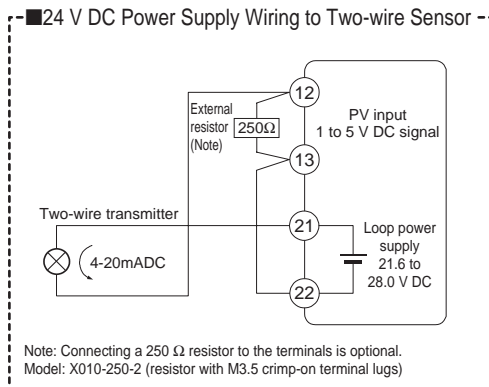 ■24 V DC Power Supply Wiring to Two-wire Sensor
12
External
resistor
(Note)
250Ω
PV input
1 to 5 V DC signal
13
Two-wire transmitter
21
Loop power
supply
21.6 to
28.0 V DC
4-20mADC
22
Note: Connecting a 250 Ω resistor to the terminals is optional.
Model: X010-250-2 (resistor with M3.5 crimp-on terminal lugs)